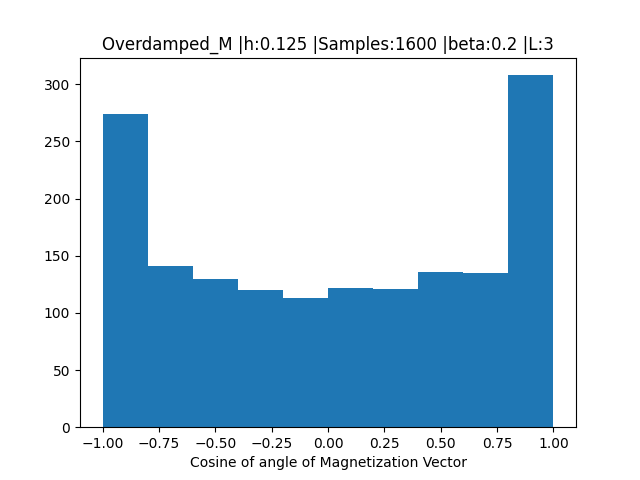 Overdamped_M |h:0.125 |Samples:1600 |beta:0.2 |L:3
300
250
200
150
100
50
0
−1.00 −0.75 −0.50 −0.25 0.00 0.25 0.50 0.75 1.00
Cosine of angle of Magnetization Vector